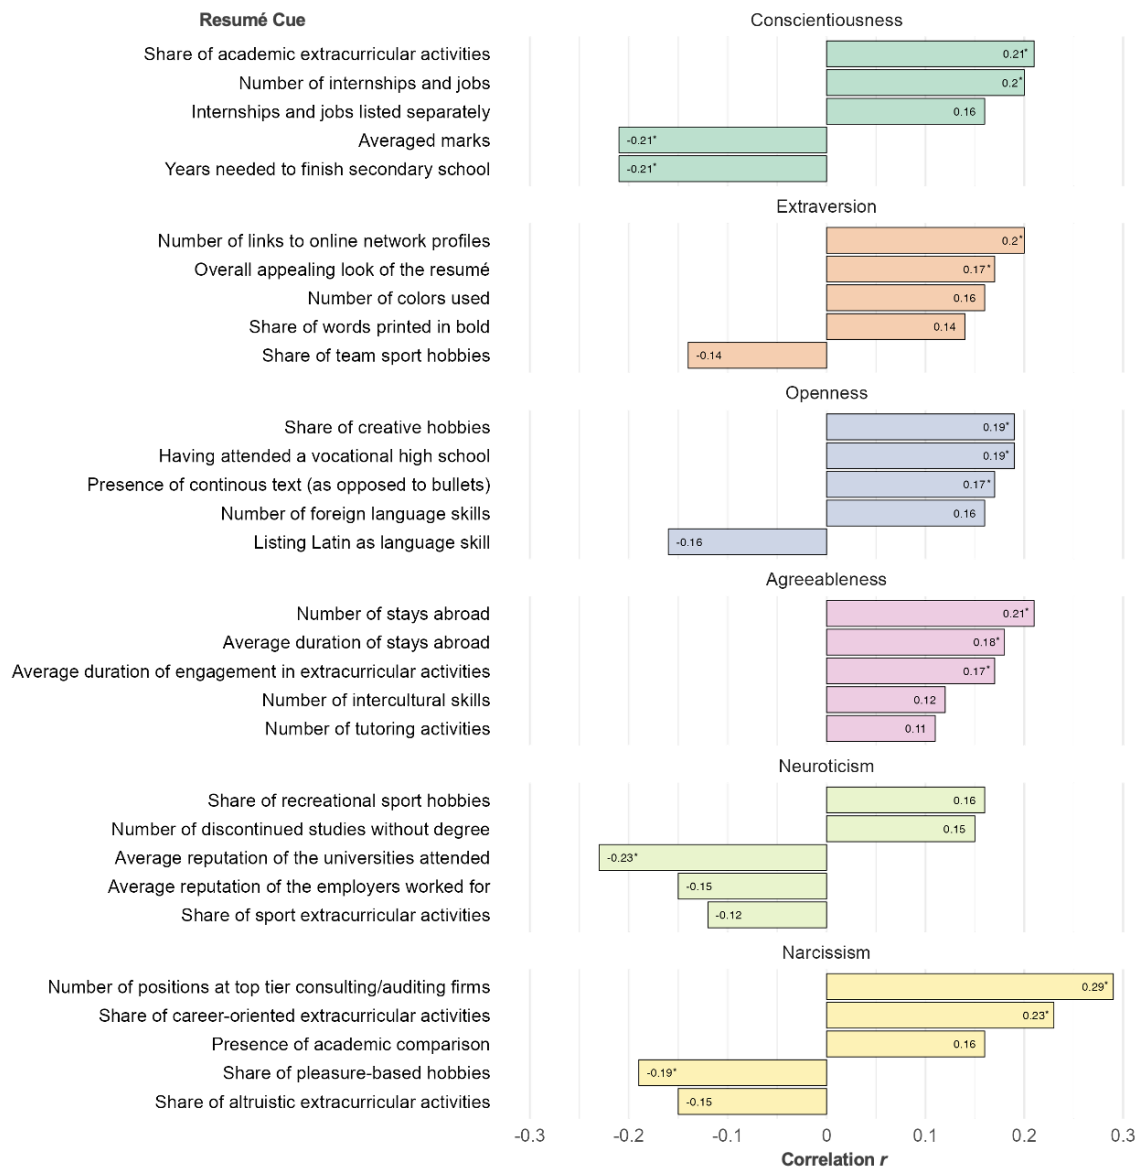 Resumé Cue
Conscientiousness
Share of academic extracurricular activities 0.21*
Number of internships and jobs 0.2*
Internships and jobs listed separately 0.16
Averaged marks -0.21*
Years needed to finish secondary school -0.21*
Extraversion
Number of links to online network profiles 0.2*
Overall appealing look of the resumé 0.17*
Number of colors used 0.16
Share of words printed in bold 0.14
Share of team sport hobbies -0.14
Openness
Share of creative hobbies 0.19*
Having attended a vocational high school 0.19*
Presence of continous text (as opposed to bullets) 0.17*
Number of foreign language skills 0.16
Listing Latin as language skill -0.16
Agreeableness
Number of stays abroad 0.21*
Average duration of stays abroad 0.18*
Average duration of engagement in extracurricular activities 0.17*
Number of intercultural skills 0.12
Number of tutoring activities 0.11
Neuroticism
Share of recreational sport hobbies 0.16
Number of discontinued studies without degree 0.15
Average reputation of the universities attended -0.23*
Average reputation of the employers worked for -0.15
Share of sport extracurricular activities -0.12
Narcissism
Number of positions at top tier consulting/auditing firms 0.29*
Share of career-oriented extracurricular activities 0.23*
Presence of academic comparison 0.16
Share of pleasure-based hobbies -0.19*
Share of altruistic extracurricular activities -0.15
-0.3 -0.2 -0.1 0 0.1 0.2 0.3
Correlation r